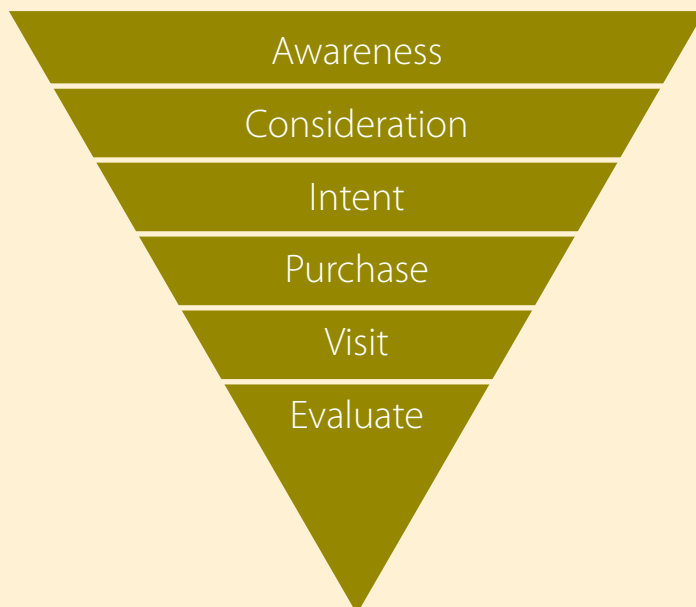 Awareness
Consideration
Intent
Purchase
Visit
Evaluate